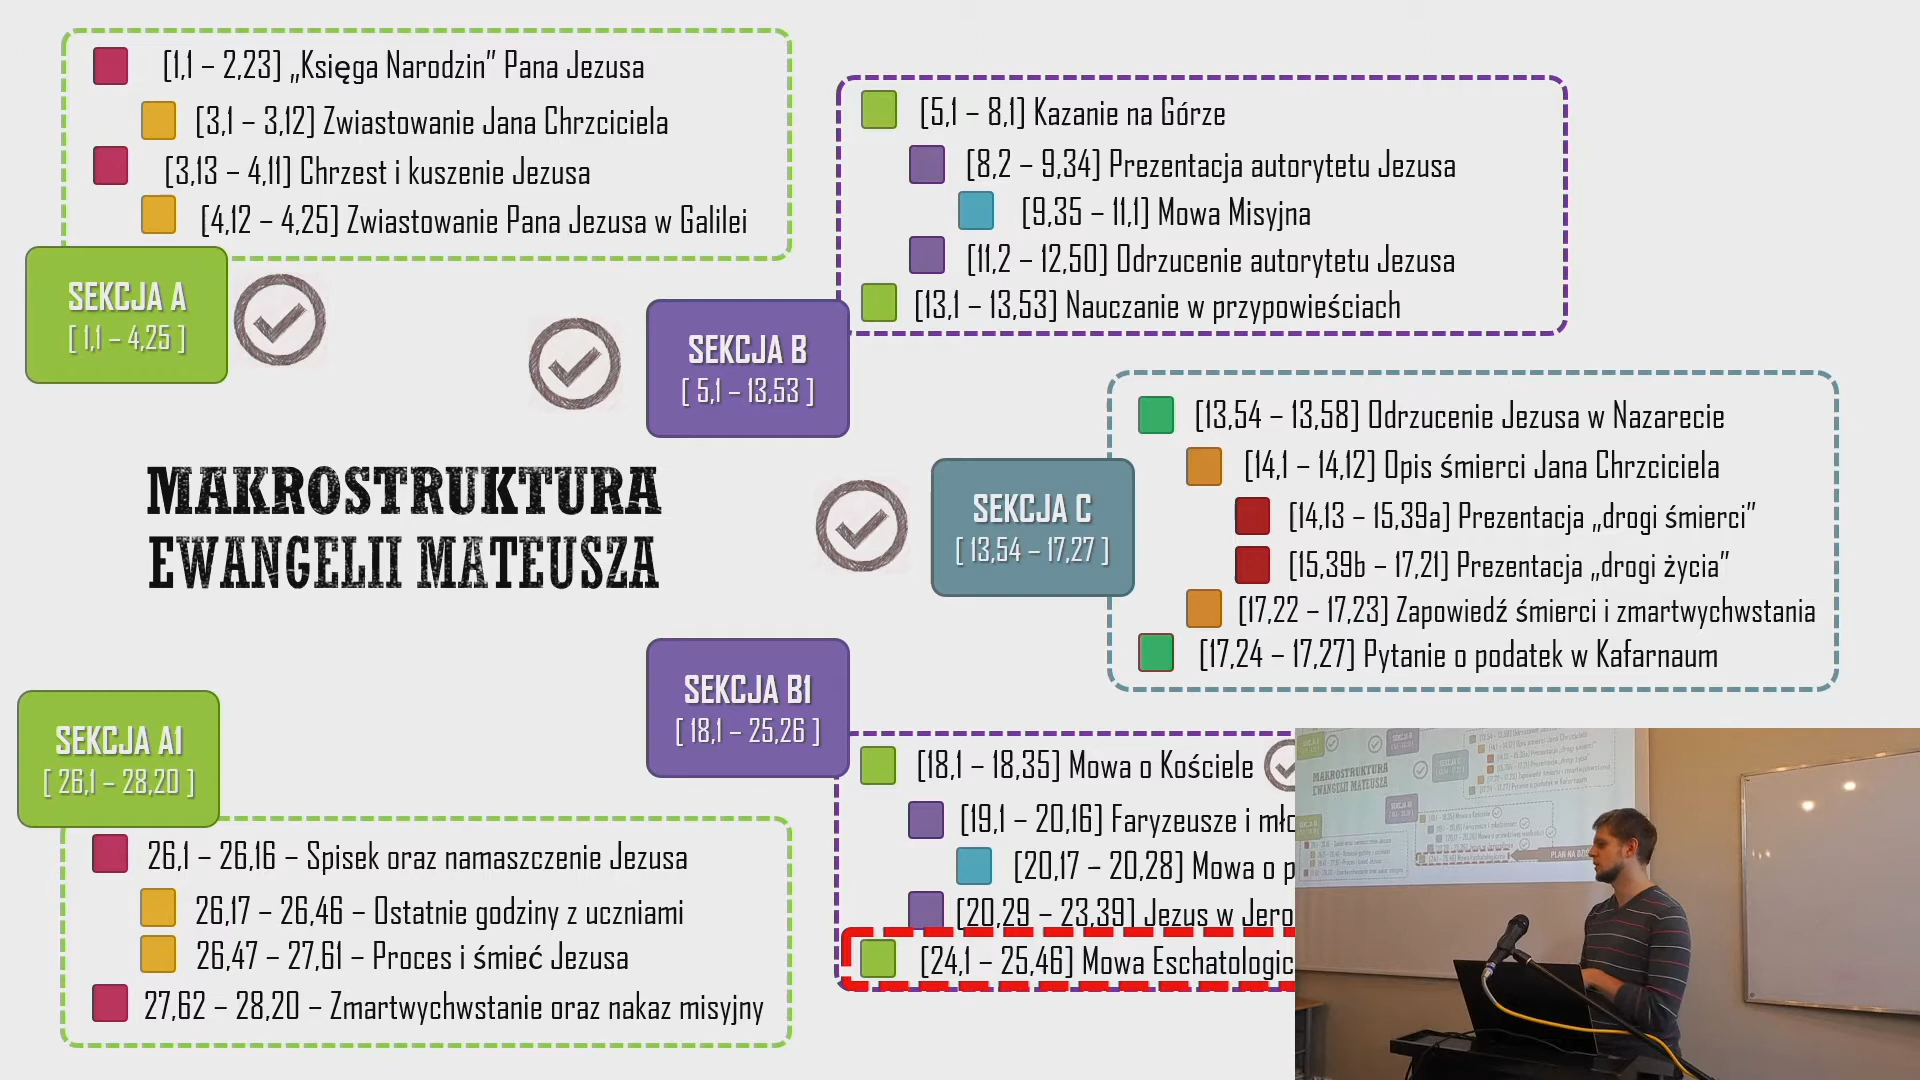 [1,1 – 2,23] „Księga Narodzin” Pana Jezusa
[3,1 – 3,12] Zwiastowanie Jana Chrzciciela
[3,13 – 4,11] Chrzest i kuszenie Jezusa
[4,12 – 4,25] Zwiastowanie Pana Jezusa w Galilei
SEKCJA A
[ 1,1 – 4,25 ]
[5,1 – 8,1] Kazanie na Górze
[8,2 – 9,34] Prezentacja autorytetu Jezusa
[9,35 – 11,1] Mowa Misyjna
[11,2 – 12,50] Odrzucenie autorytetu Jezusa
[13,1 – 13,53] Nauczanie w przypowieściach
SEKCJA B
[ 5,1 – 13,53 ]
MAKROSTRUKTURA
EWANGELII MATEUSZA
SEKCJA C
[ 13,54 – 17,27 ]
[13,54 – 13,58] Odrzucenie Jezusa w Nazarecie
[14,1 – 14,12] Opis śmierci Jana Chrzciciela
[14,13 – 15,39a] Prezentacja „drogi śmierci”
[15,39b – 17,21] Prezentacja „drogi życia”
[17,22 – 17,23] Zapowiedź śmierci i zmartwychwstania
[17,24 – 17,27] Pytanie o podatek w Kafarnaum
SEKCJA B1
[ 18,1 – 25,26 ]
[18,1 – 18,35] Mowa o Kościele
[19,1 – 20,16] Faryzeusze i mło
[20,17 – 20,28] Mowa o p
[20,29 – 23,39] Jezus w Jero
[24,1 – 25,46] Mowa Eschatologic
SEKCJA A1
[ 26,1 – 28,20 ]
26,1 – 26,16 – Spisek oraz namaszczenie Jezusa
26,17 – 26,46 – Ostatnie godziny z uczniami
26,47 – 27,61 – Proces i śmieć Jezusa
27,62 – 28,20 – Zmartwychwstanie oraz nakaz misyjny
MAKROSTRUKTURA
EWANGELII MATEUSZA